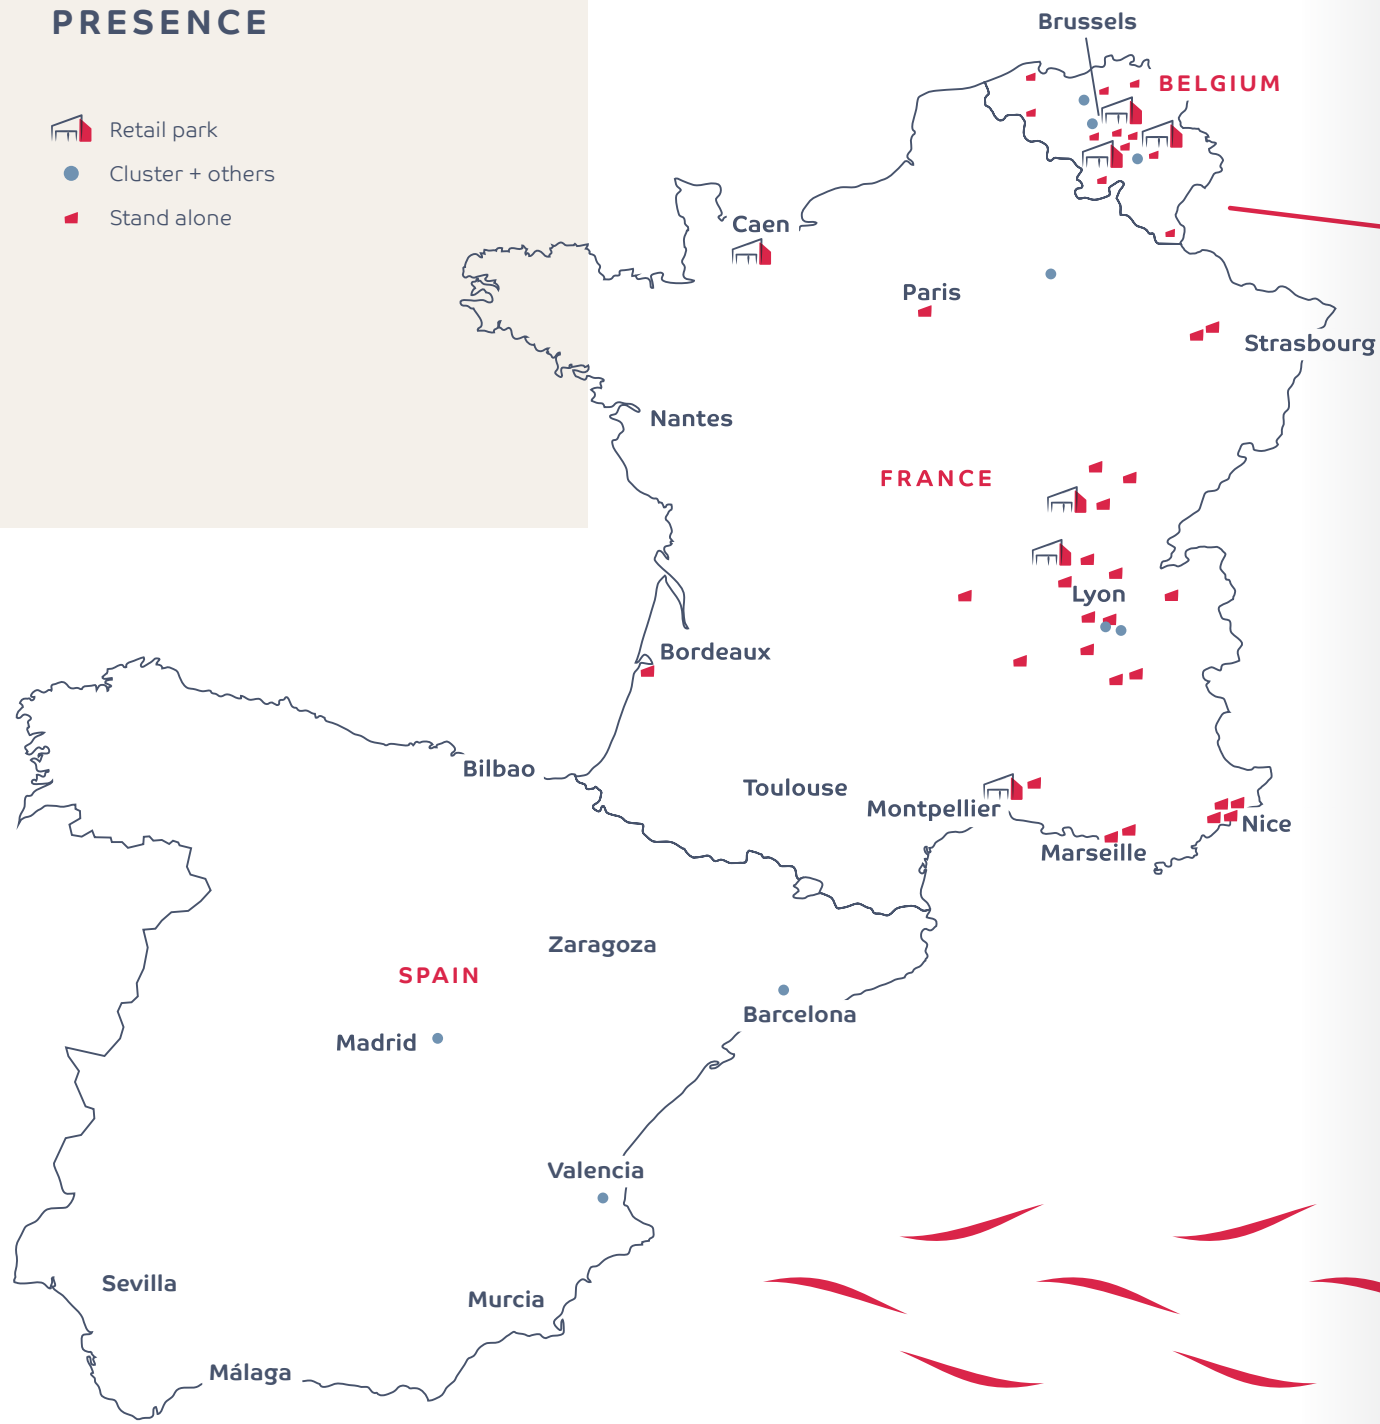 PRESENCE
Retail park
Cluster + others
Stand alone
Brussels
BELGIUM
Caen
Paris
Strasbourg
Nantes
FRANCE
Lyon
Bordeaux
Bilbao
Toulouse
Montpellier
Nice
Marseille
Zaragoza
SPAIN
Barcelona
Madrid
Valencia
Sevilla
Murcia
Málaga